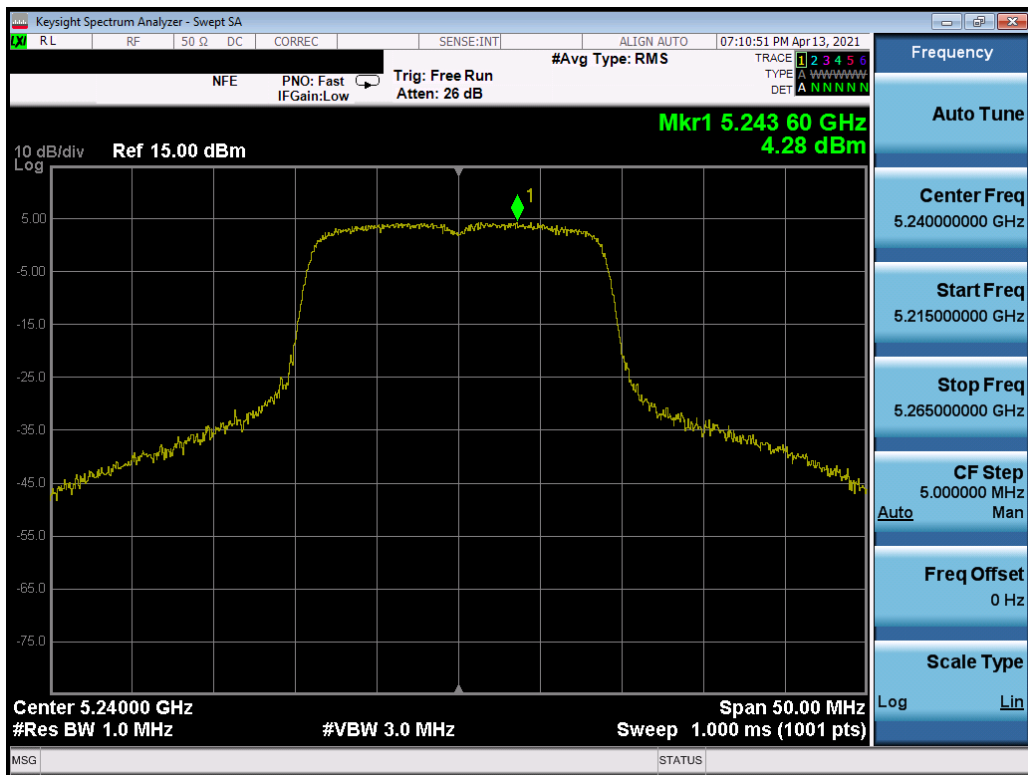 Keysight Spectrum Analyzer - Swept SA
LXI RL RF 50 Ω DC CORREC SENSE:INT ALIGN AUTO 07:10:51 PM Apr 13, 2021
#Avg Type: RMS TRACE 1 2 3 4 5 6
NFE PNO: Fast Trig: Free Run TYPE A WWWWW
IFGain:Low Atten: 26 dB DET A N N N N N
Mkr1 5.243 60 GHz
4.28 dBm
10 dB/div Ref 15.00 dBm
Log
1
5.00
-5.00
-15.0
-25.0
-35.0
-45.0
-55.0
-65.0
-75.0
Center 5.24000 GHz Span 50.00 MHz
#Res BW 1.0 MHz #VBW 3.0 MHz Sweep 1.000 ms (1001 pts)
MSG STATUS
Frequency
Auto Tune
Center Freq
5.240000000 GHz
Start Freq
5.215000000 GHz
Stop Freq
5.265000000 GHz
CF Step
5.000000 MHz
Auto Man
Freq Offset
0 Hz
Scale Type
Log Lin